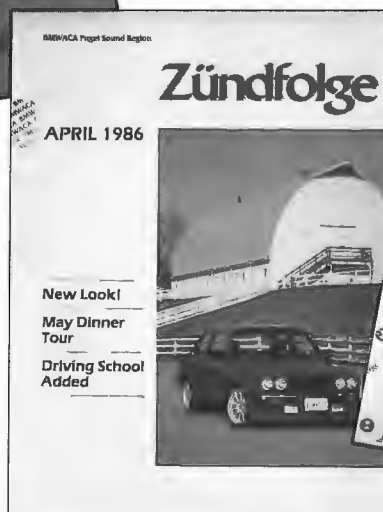 BMWACA Puget Sound Region
Zündfolge
APRIL 1986
New Look!
May Dinner
Tour
Driving School
Added